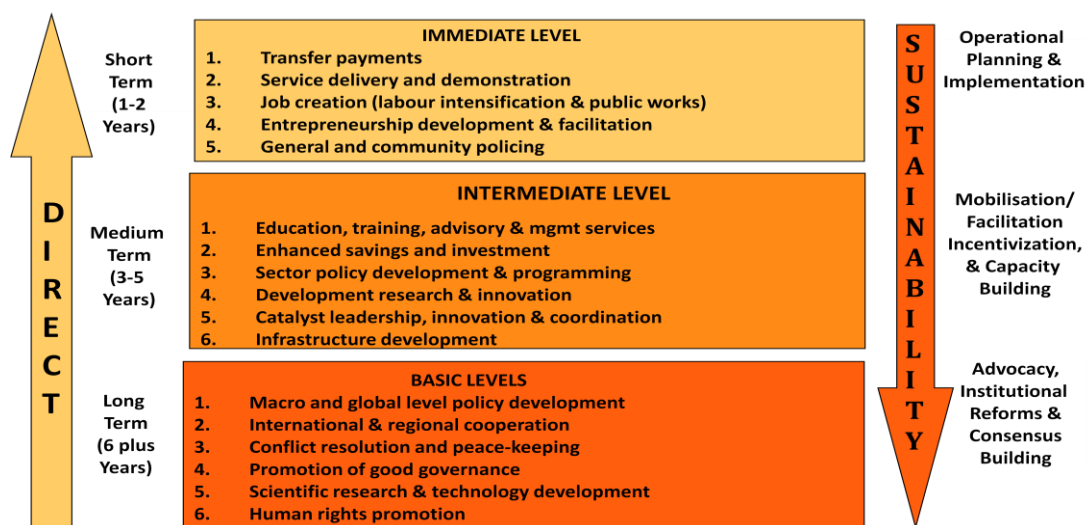 Short
Term
(1-2
Years)
IMMEDIATE LEVEL
1. Transfer payments
2. Service delivery and demonstration
3. Job creation (labour intensification & public works)
4. Entrepreneurship development & facilitation
5. General and community policing
Operational
Planning &
Implementation
DIRECT
SUSTAINABILITY
Medium
Term
(3-5
Years)
INTERMEDIATE LEVEL
1. Education, training, advisory & mgmt services
2. Enhanced savings and investment
3. Sector policy development & programming
4. Development research & innovation
5. Catalyst leadership, innovation & coordination
6. Infrastructure development
Mobilisation/
Facilitation
Incentivization,
& Capacity
Building
Long
Term
(6 plus
Years)
BASIC LEVELS
1. Macro and global level policy development
2. International & regional cooperation
3. Conflict resolution and peace-keeping
4. Promotion of good governance
5. Scientific research & technology development
6. Human rights promotion
Advocacy,
Institutional
Reforms &
Consensus
Building